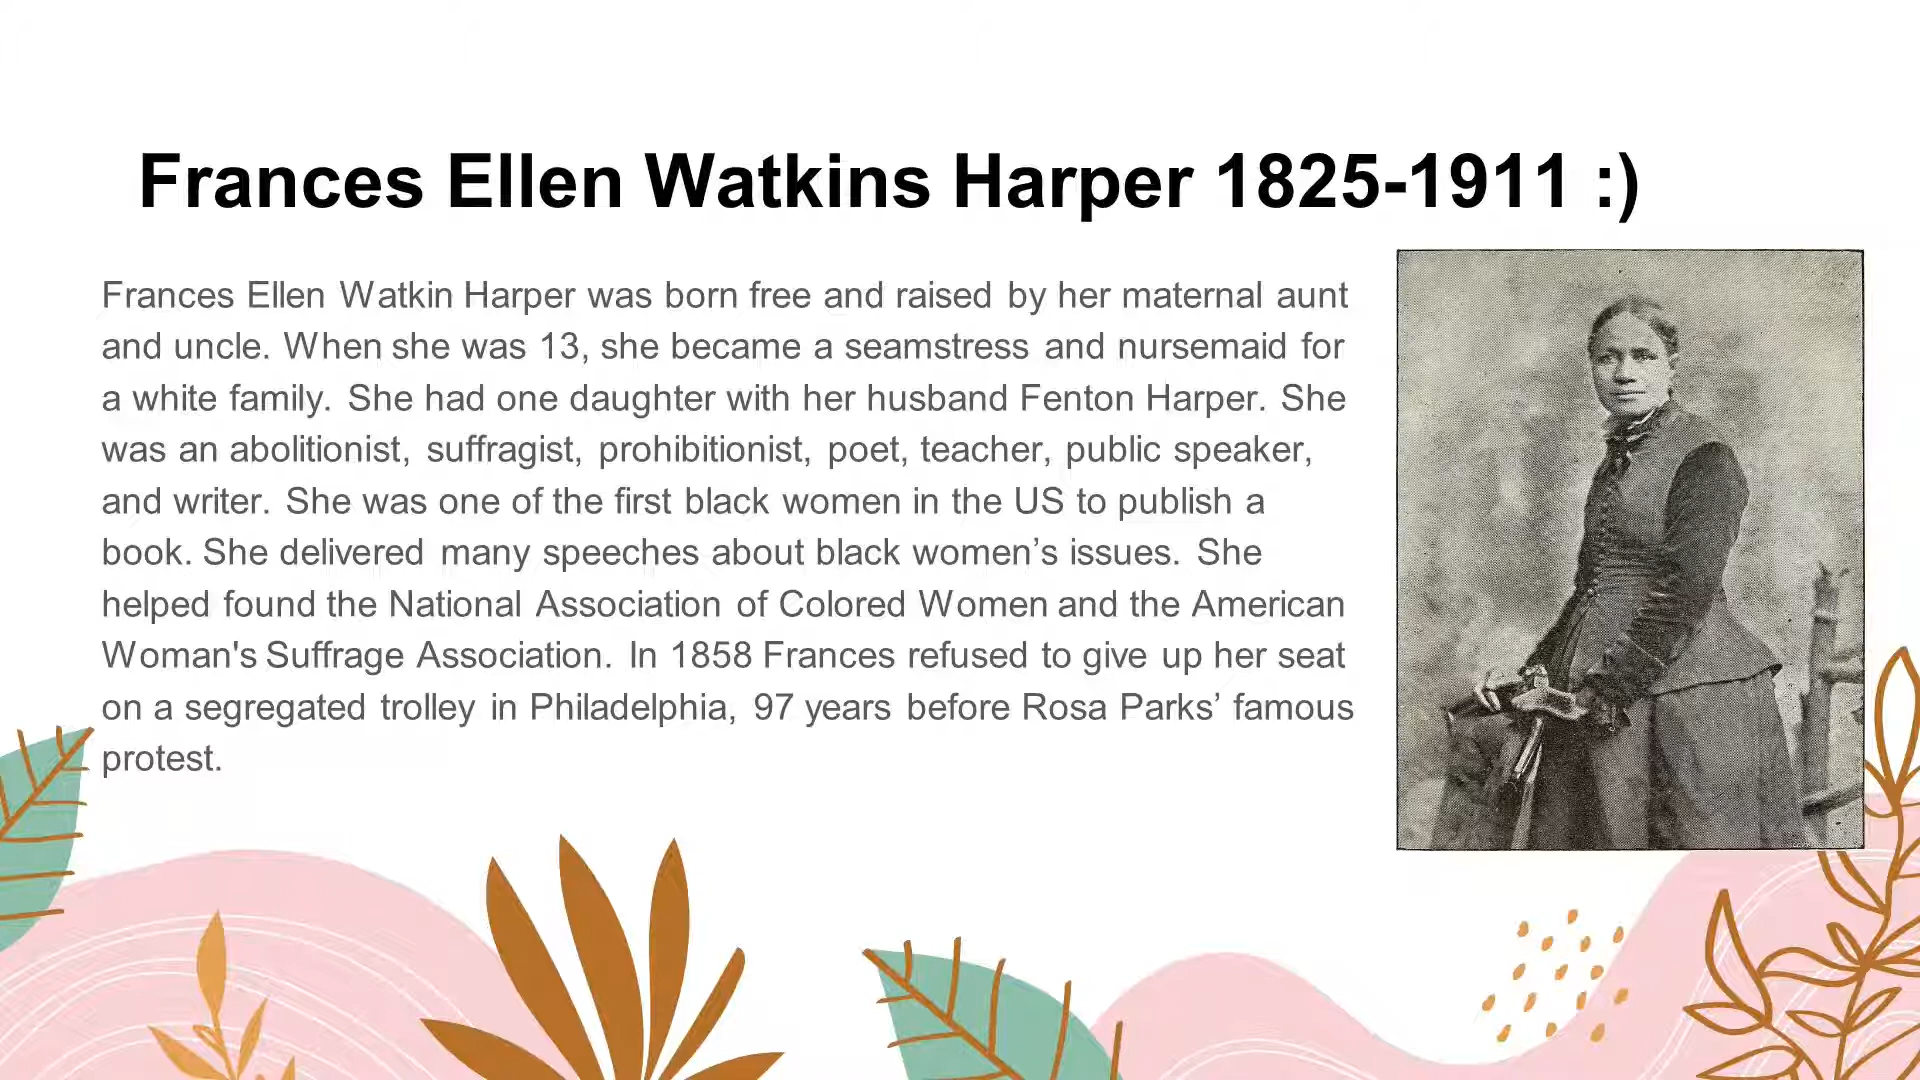 Frances Ellen Watkins Harper 1825-1911 :)
Frances Ellen Watkin Harper was born free and raised by her maternal aunt
and uncle. When she was 13, she became a seamstress and nursemaid for
a white family. She had one daughter with her husband Fenton Harper. She
was an abolitionist, suffragist, prohibitionist, poet, teacher, public speaker,
and writer. She was one of the first black women in the US to publish a
book. She delivered many speeches about black women’s issues. She
helped found the National Association of Colored Women and the American
Woman's Suffrage Association. In 1858 Frances refused to give up her seat
on a segregated trolley in Philadelphia, 97 years before Rosa Parks’ famous
protest.